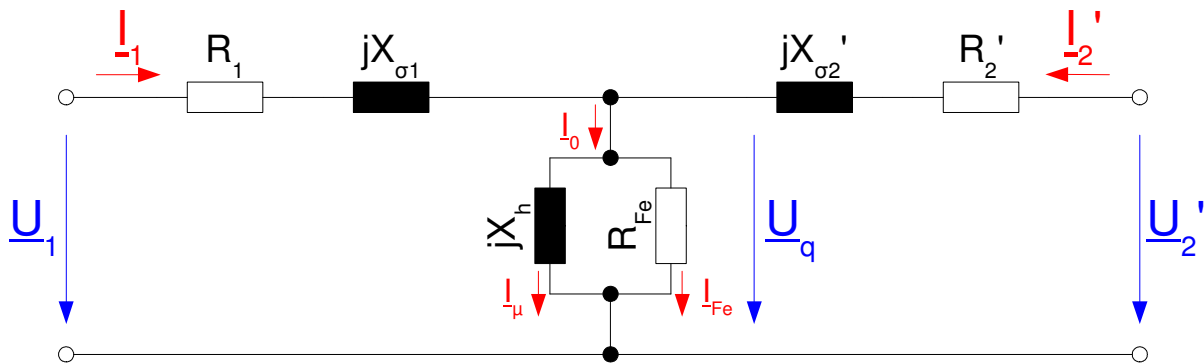 I1
R1
jXσ1
jXσ2'
R2'
I2'
I0
U1
jXh
RFe
Uq
U2'
Iμ
IFe